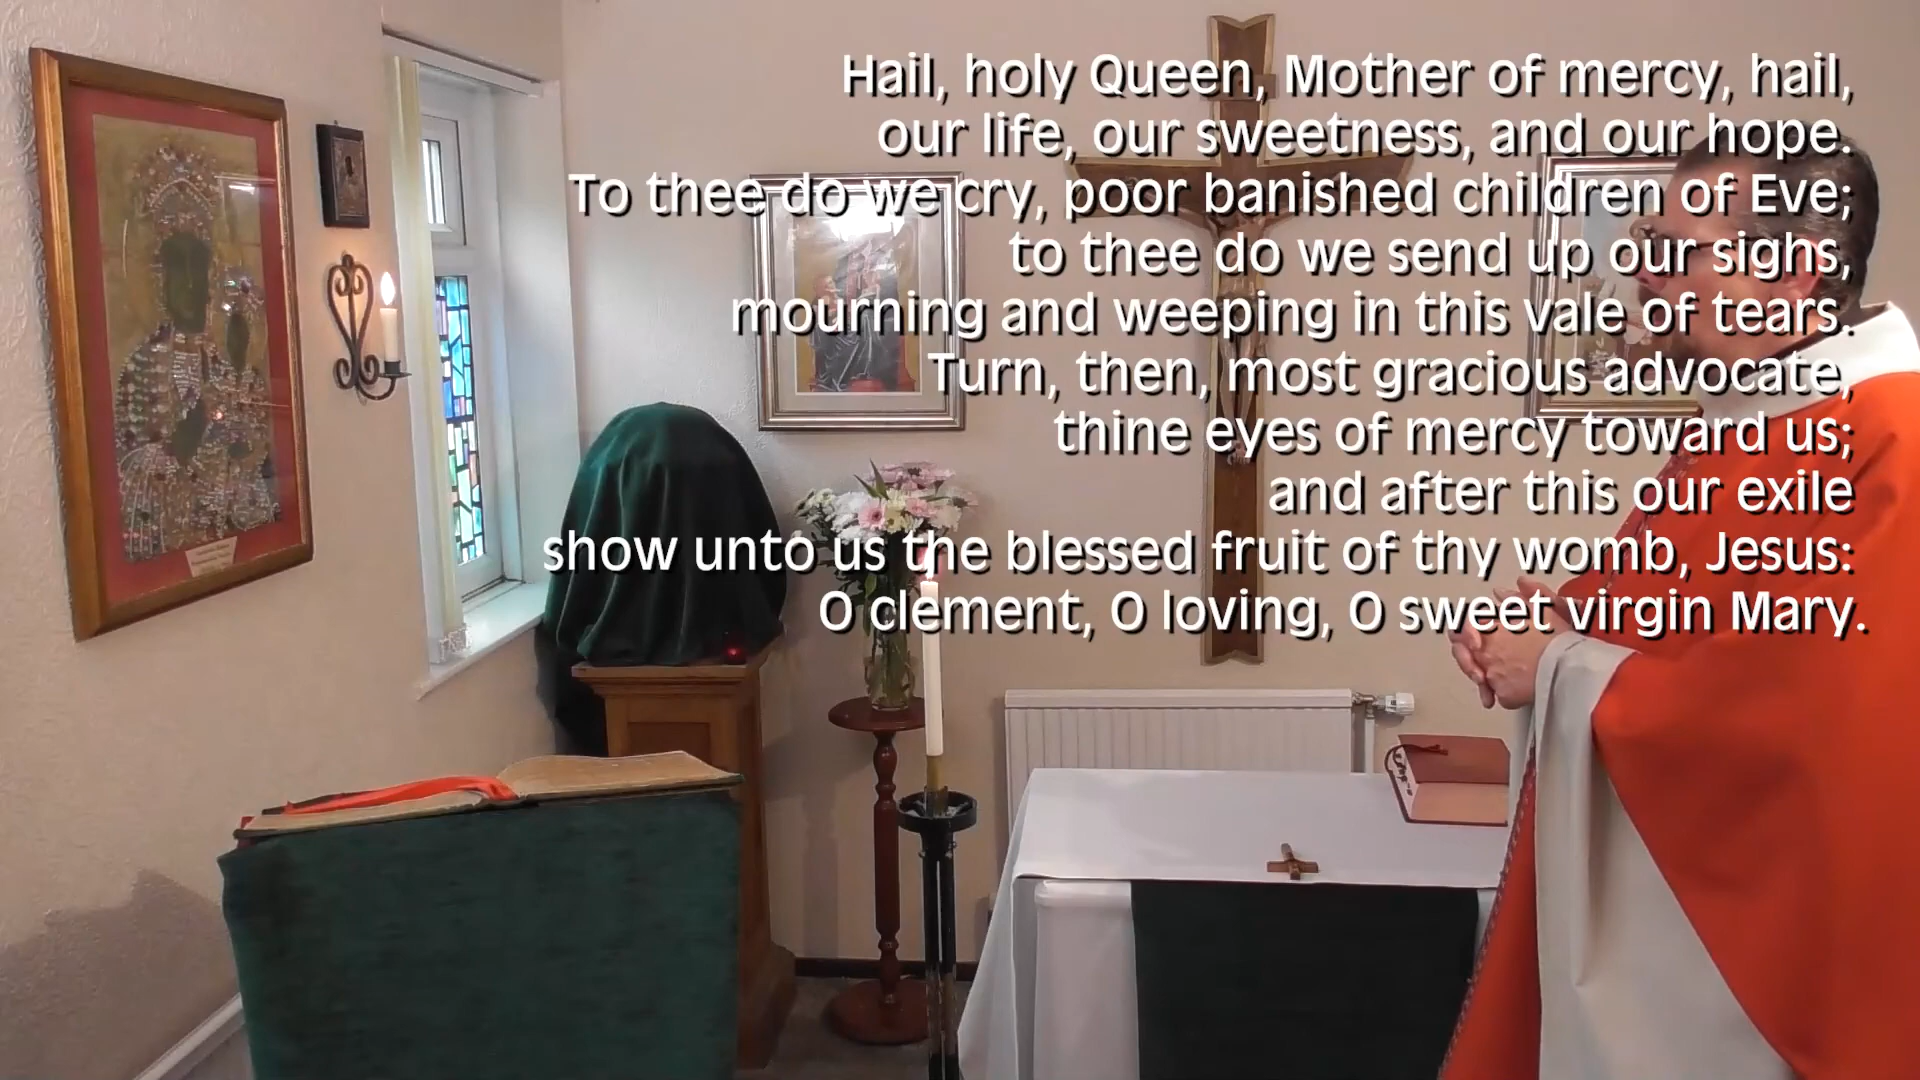 Hail, holy Queen, Mother of mercy, hail,
our life, our sweetness, and our hope.
To thee do we cry, poor banished children of Eve;
to thee do we send up our sighs,
mourning and weeping in this vale of tears.
Turn, then, most gracious advocate,
thine eyes of mercy toward us;
and after this our exile
show unto us the blessed fruit of thy womb, Jesus:
O clement, O loving, O sweet virgin Mary.